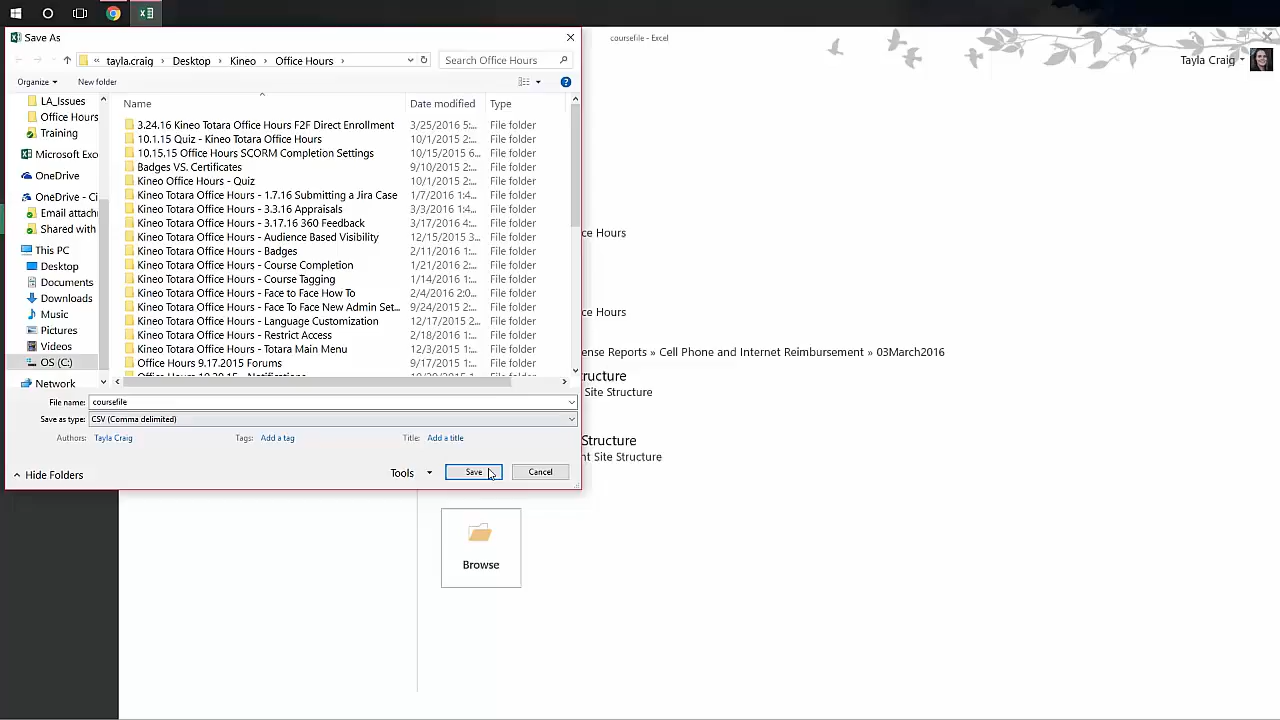 Save As
coursefile - Excel
« tayla.craig › Desktop › Kineo › Office Hours ›
Search Office Hours
Tayla Craig
Organize
New folder
Name
Date modified
Type
LA_Issues
Office Hours
Training
Microsoft Exc
OneDrive
OneDrive - Ci
Email attach
Shared with
This PC
Desktop
Documents
Downloads
Music
Pictures
Videos
OS (C:)
Network
3.24.16 Kineo Totara Office Hours F2F Direct Enrollment 3/25/2016 5:... File folder
10.1.15 Quiz - Kineo Totara Office Hours 10/1/2015 2:... File folder
10.15.15 Office Hours SCORM Completion Settings 10/15/2015 6... File folder
Badges VS. Certificates 9/10/2015 2:... File folder
Kineo Office Hours - Quiz 10/1/2015 2:... File folder
Kineo Totara Office Hours - 1.7.16 Submitting a Jira Case 1/7/2016 1:4... File folder
Kineo Totara Office Hours - 3.3.16 Appraisals 3/3/2016 1:4... File folder
Kineo Totara Office Hours - 3.17.16 360 Feedback 3/17/2016 4:... File folder
Kineo Totara Office Hours - Audience Based Visibility 12/15/2015 3... File folder
Kineo Totara Office Hours - Badges 2/11/2016 1:... File folder
Kineo Totara Office Hours - Course Completion 1/21/2016 2:... File folder
Kineo Totara Office Hours - Course Tagging 1/14/2016 1:... File folder
Kineo Totara Office Hours - Face to Face How To 2/4/2016 2:0... File folder
Kineo Totara Office Hours - Face To Face New Admin Set... 9/24/2015 2:... File folder
Kineo Totara Office Hours - Language Customization 12/17/2015 2... File folder
Kineo Totara Office Hours - Restrict Access 2/18/2016 1:... File folder
Kineo Totara Office Hours - Totara Main Menu 12/3/2015 1:... File folder
Office Hours 9.17.2015 Forums 9/17/2015 1:... File folder
File name: coursefile
Save as type: CSV (Comma delimited)
Authors: Tayla Craig
Tags: Add a tag
Title: Add a title
Hide Folders
Tools
Save
Cancel
ce Hours
ce Hours
ense Reports » Cell Phone and Internet Reimbursement » 03March2016
ructure
Site Structure
Structure
nt Site Structure
Browse